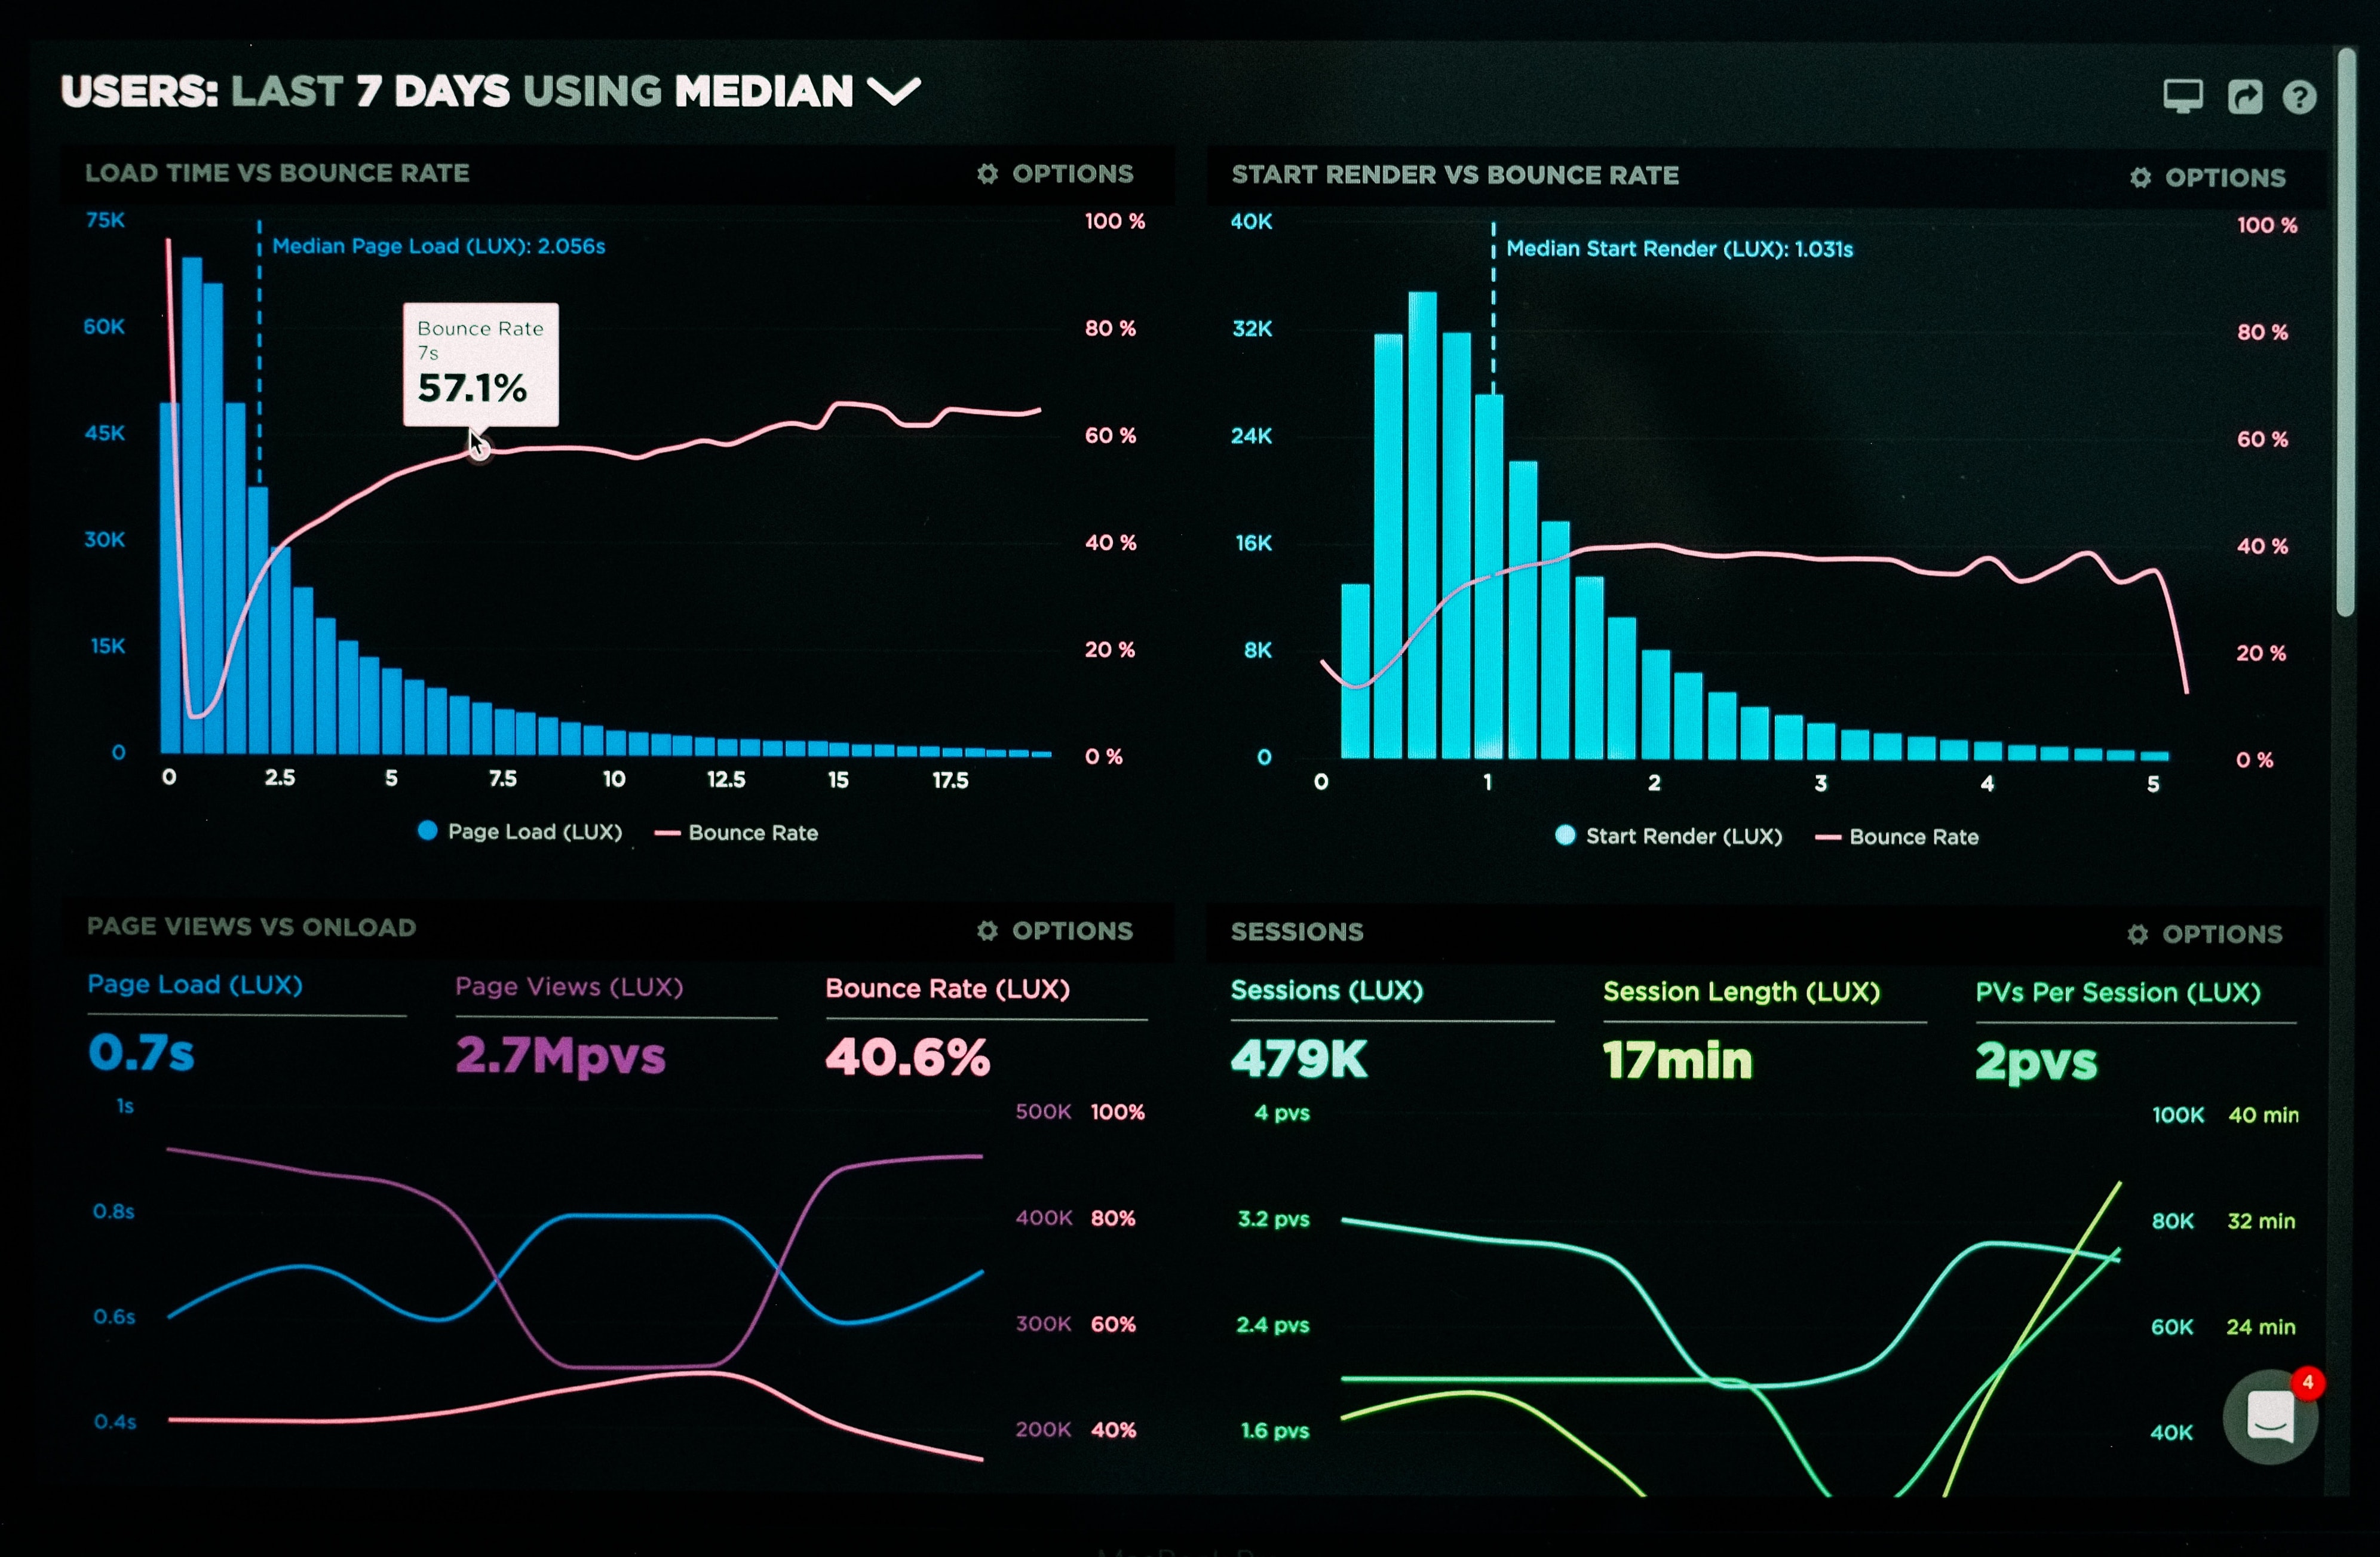 USERS: LAST 7 DAYS USING MEDIAN
LOAD TIME VS BOUNCE RATE
OPTIONS
75K
60K
45K
30K
15K
0
Median Page Load (LUX): 2.056s
Bounce Rate
7s
57.1%
100 %
80 %
60 %
40 %
20 %
0 %
0 2.5 5 7.5 10 12.5 15 17.5
Page Load (LUX) Bounce Rate
START RENDER VS BOUNCE RATE
OPTIONS
40K
32K
24K
16K
8K
0
Median Start Render (LUX): 1.031s
100 %
80 %
60 %
40 %
20 %
0 %
0 1 2 3 4 5
Start Render (LUX) Bounce Rate
PAGE VIEWS VS ONLOAD
OPTIONS
Page Load (LUX)
0.7s
Page Views (LUX)
2.7Mpvs
Bounce Rate (LUX)
40.6%
1s
0.8s
0.6s
0.4s
500K 100%
400K 80%
300K 60%
200K 40%
SESSIONS
OPTIONS
Sessions (LUX)
479K
Session Length (LUX)
17min
PVs Per Session (LUX)
2pvs
4 pvs
3.2 pvs
2.4 pvs
1.6 pvs
100K 40 min
80K 32 min
60K 24 min
40K
4